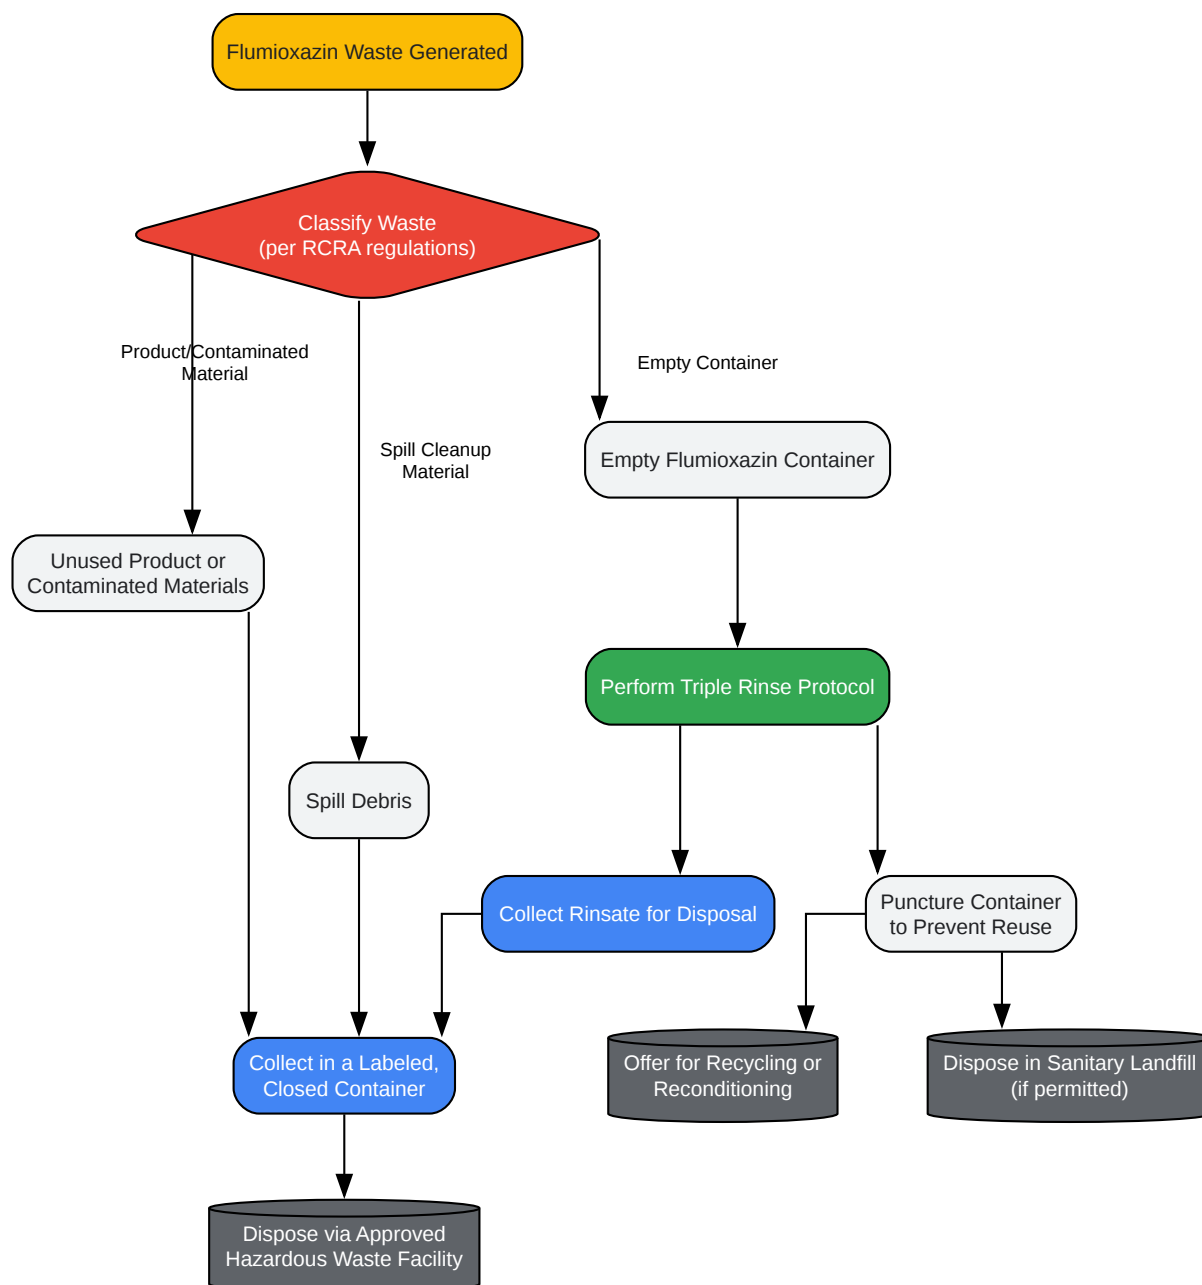 Flumioxazin Waste Generated
Classify Waste
(per RCRA regulations)
Product/Contaminated
Material
Empty Container
Spill Cleanup
Material
Empty Flumioxazin Container
Unused Product or
Contaminated Materials
Perform Triple Rinse Protocol
Spill Debris
Collect Rinsate for Disposal
Puncture Container
to Prevent Reuse
Collect in a Labeled,
Closed Container
Offer for Recycling or
Reconditioning
Dispose in Sanitary Landfill
(if permitted)
Dispose via Approved
Hazardous Waste Facility